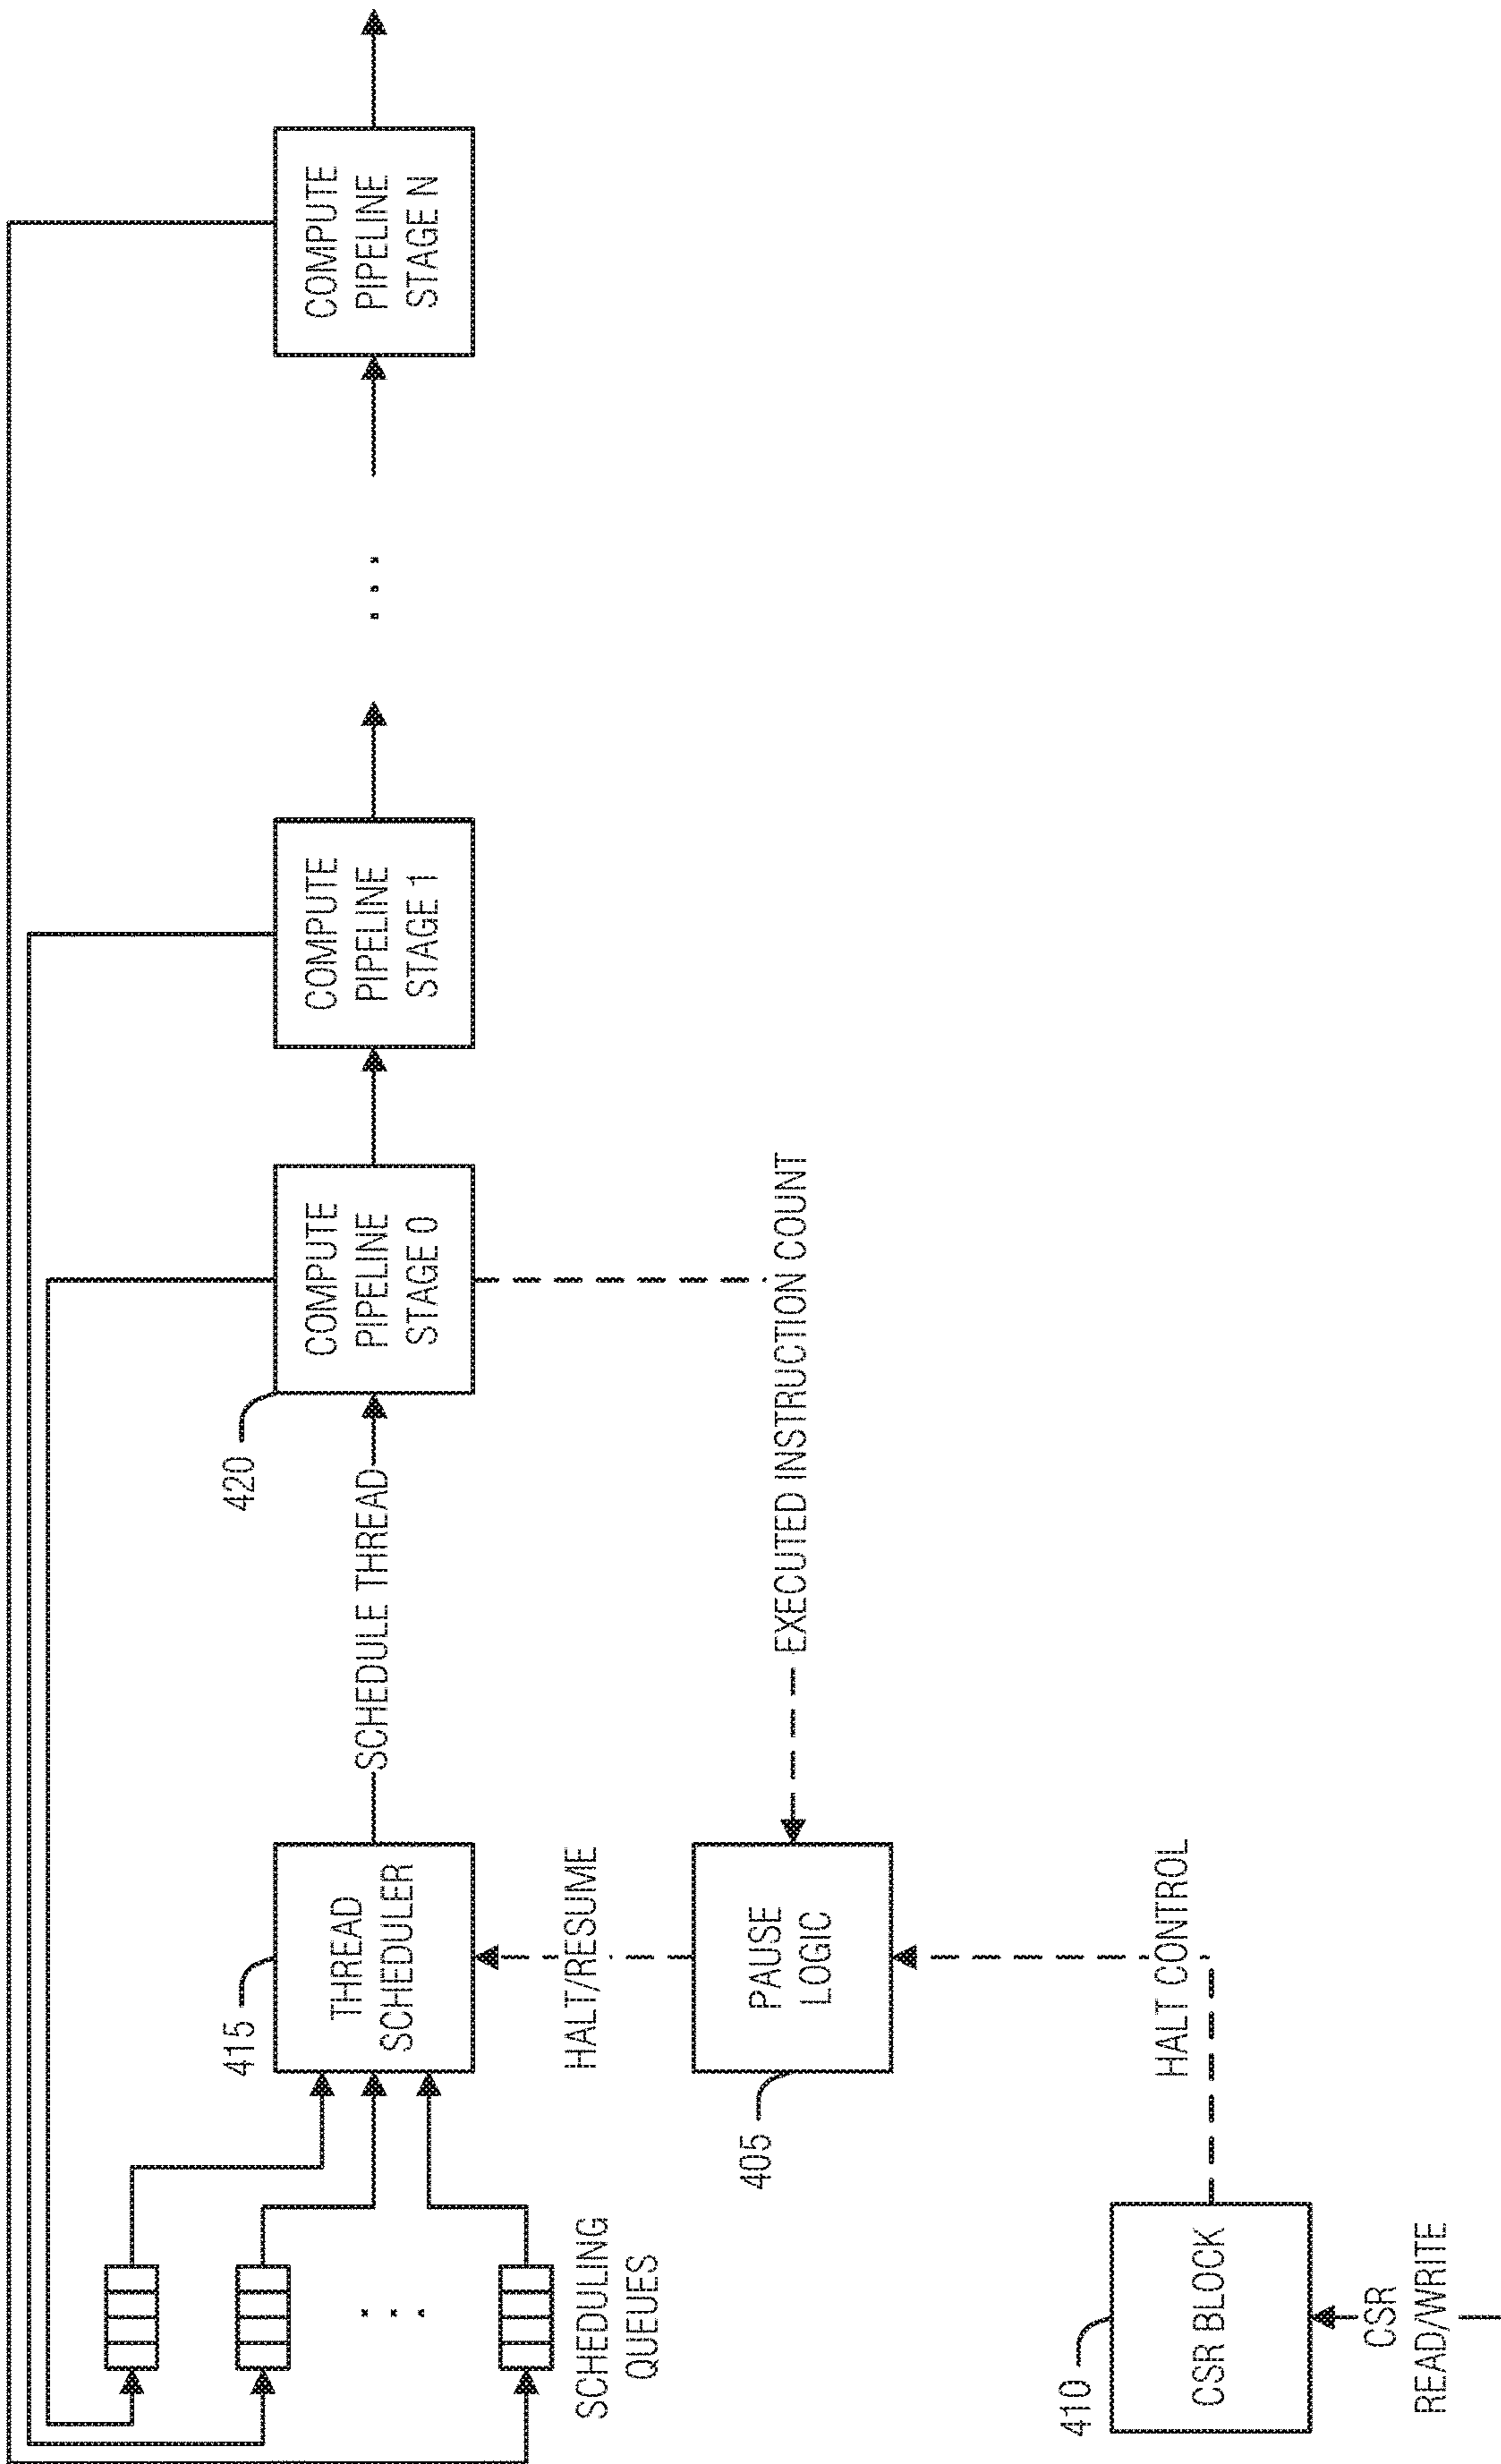 415
THREAD
SCHEDULER
SCHEDULE THREAD
420
COMPUTE
PIPELINE
STAGE 0
COMPUTE
PIPELINE
STAGE 1
. . .
COMPUTE
PIPELINE
STAGE N
. . .
SCHEDULING
QUEUES
HALT/RESUME
405
PAUSE
LOGIC
EXECUTED INSTRUCTION COUNT
410
CSR BLOCK
HALT CONTROL
CSR
READ/WRITE